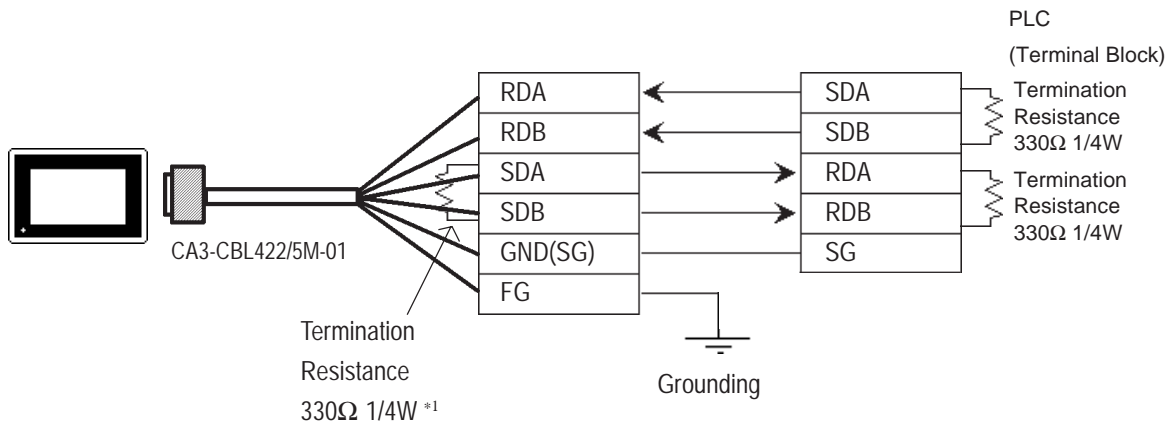 PLC
(Terminal Block)
RDA
RDB
SDA
SDB
GND(SG)
FG
SDA
SDB
RDA
RDB
SG
Termination
Resistance
330Ω 1/4W
Termination
Resistance
330Ω 1/4W
CA3-CBL422/5M-01
Termination
Resistance
330Ω 1/4W *1
Grounding